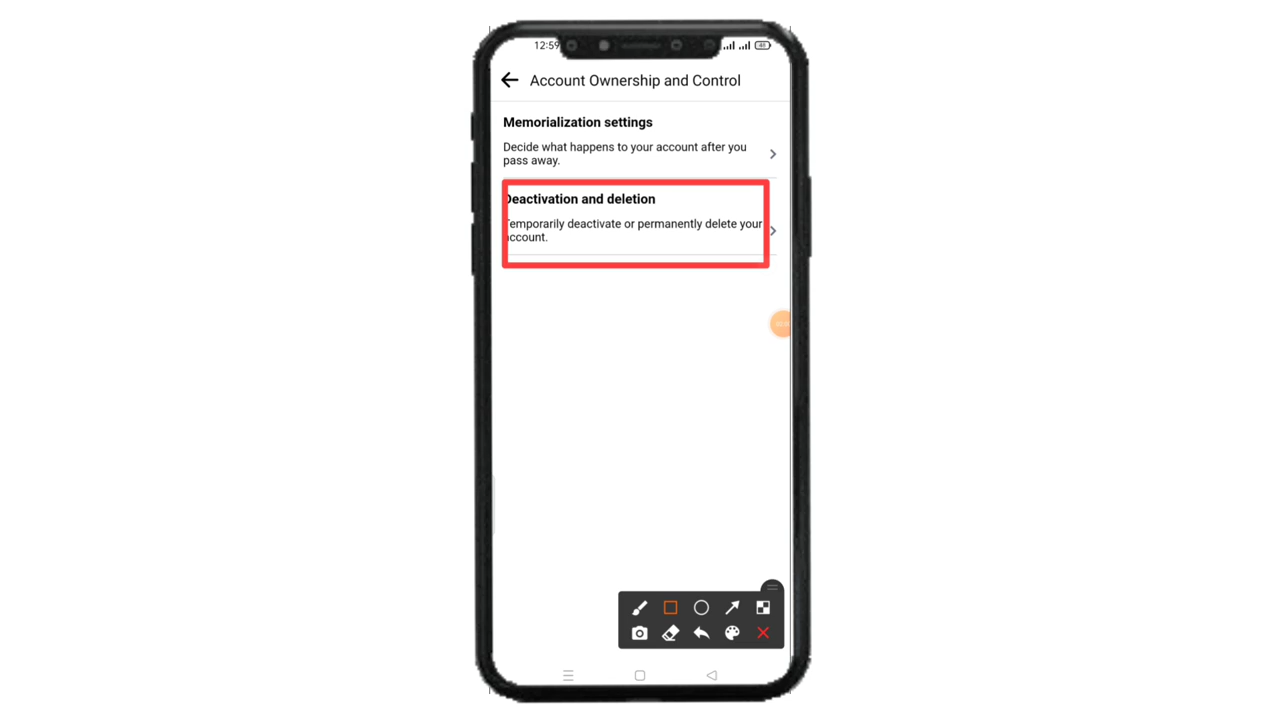 12:59
Account Ownership and Control
Memorialization settings
Decide what happens to your account after you
pass away.
Deactivation and deletion
Temporarily deactivate or permanently delete your
account.